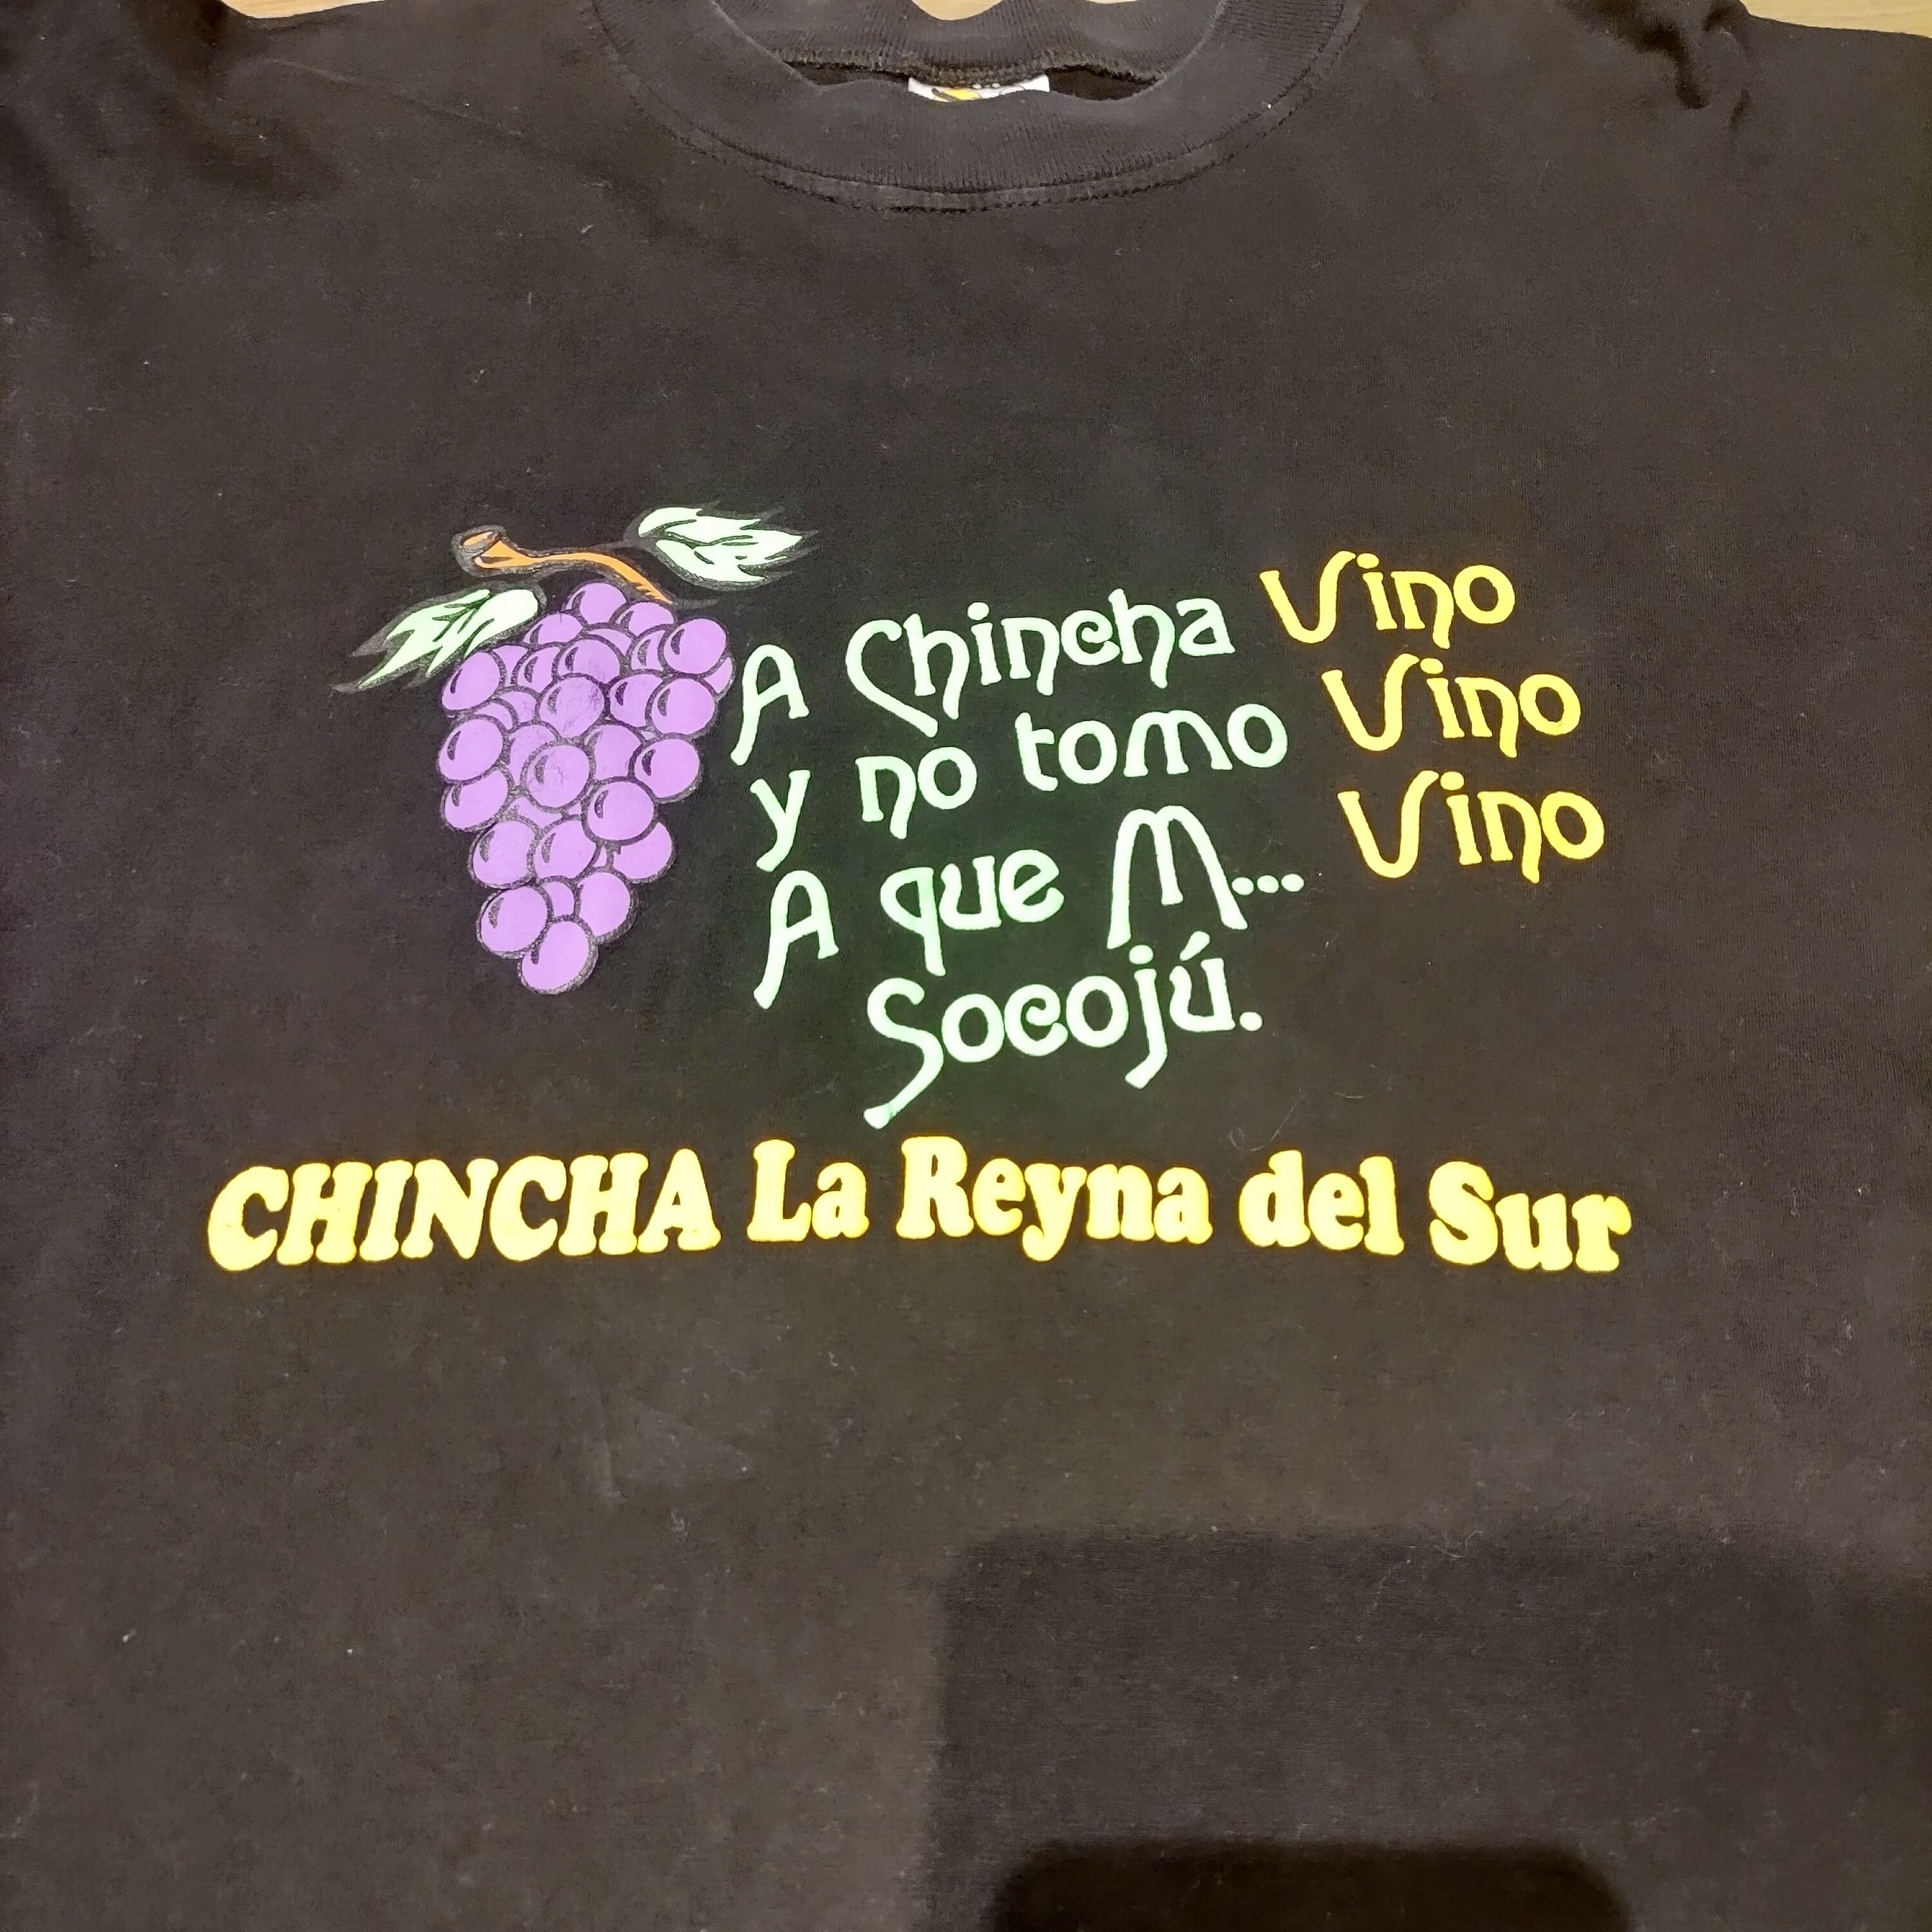 A Chincha Vino
y no tomo Vino
A que M... Vino
Socojú.
CHINCHA La Reyna del Sur